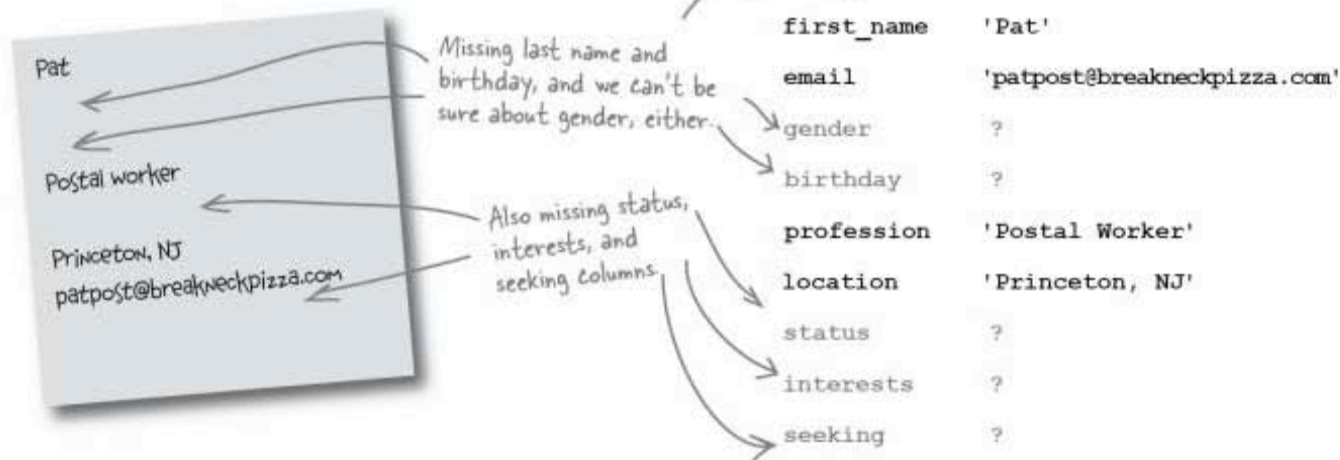 Pat
Postal worker
Princeton, NJ
patpost@breakneckpizza.com
Missing last name and
birthday, and we can't be
sure about gender, either.
Also missing status,
interests, and
seeking columns.
first_name 'Pat'
email 'patpost@breakneckpizza.com'
gender ?
birthday ?
profession 'Postal Worker'
location 'Princeton, NJ'
status ?
interests ?
seeking ?